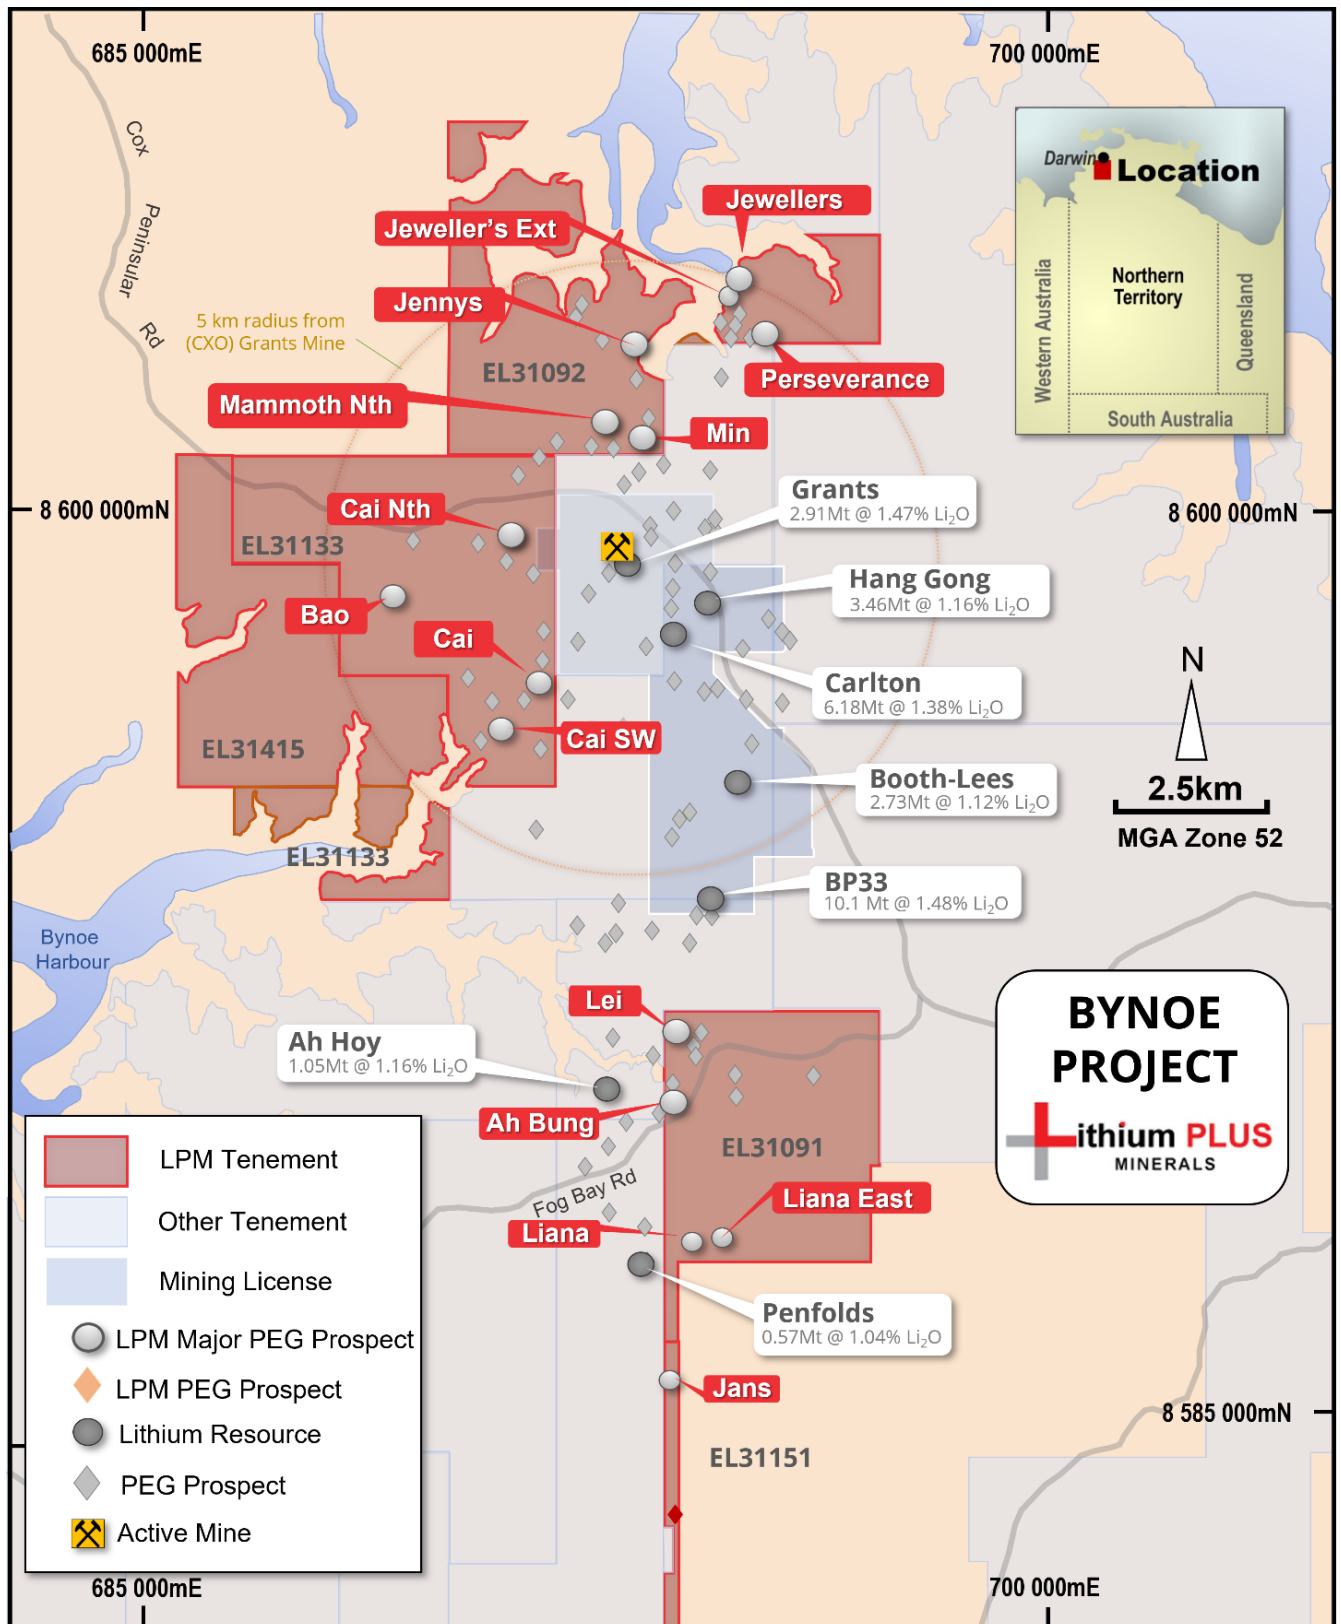 685 000mE
700 000mE
Cox
Peninsular
Rd
Darwin
Location
Western Australia
Northern
Territory
Queensland
South Australia
Jewellers
Jeweller's Ext
Jennys
5 km radius from
(CXO) Grants Mine
EL31092
Perseverance
Mammoth Nth
Min
8 600 000mN
8 600 000mN
Grants
2.91Mt @ 1.47% Li₂O
Cai Nth
EL31133
Hang Gong
3.46Mt @ 1.16% Li₂O
Bao
Cai
Carlton
6.18Mt @ 1.38% Li₂O
N
EL31415
Cai SW
Booth-Lees
2.73Mt @ 1.12% Li₂O
2.5km
MGA Zone 52
EL31133
BP33
10.1 Mt @ 1.48% Li₂O
Bynoe
Harbour
Lei
BYNOE
PROJECT
Lithium PLUS
MINERALS
Ah Hoy
1.05Mt @ 1.16% Li₂O
Ah Bung
EL31091
Fog Bay Rd
Liana East
Liana
Penfolds
0.57Mt @ 1.04% Li₂O
Jans
8 585 000mN
EL31151
LPM Tenement
Other Tenement
Mining License
LPM Major PEG Prospect
LPM PEG Prospect
Lithium Resource
PEG Prospect
Active Mine
685 000mE
700 000mE